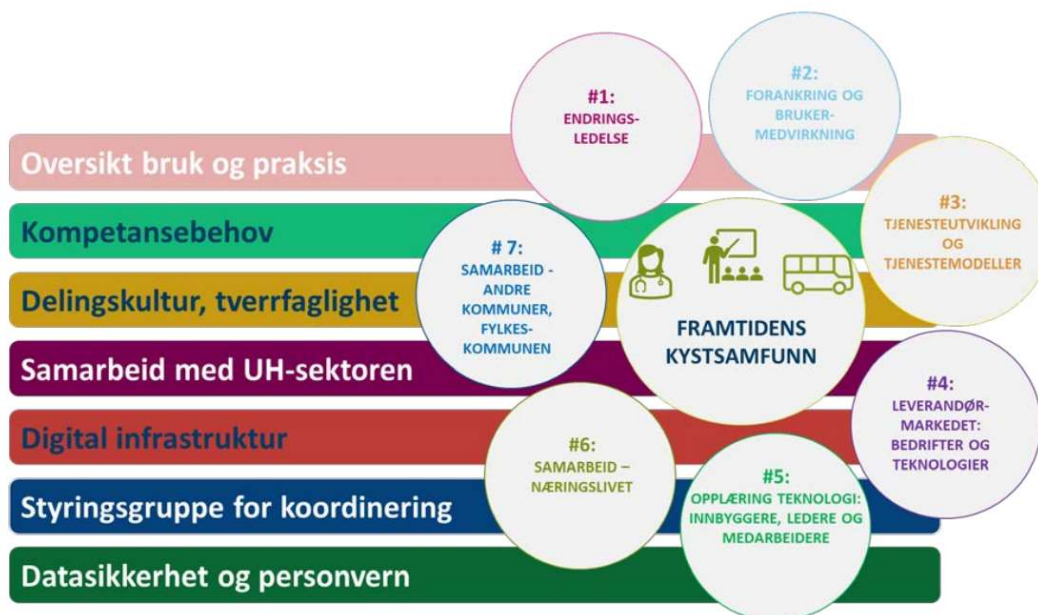 Oversikt bruk og praksis
Kompetansebehov
Delingskultur, tverrfaglighet
Samarbeid med UH-sektoren
Digital infrastruktur
Styringsgruppe for koordinering
Datasikkerhet og personvern
#1:
ENDRINGS-
LEDELSE
#2:
FORANKRING OG
BRUKER-
MEDVIRKNING
#3:
TJENESTEUTVIKLING
OG
TJENESTEMODELLER
#4:
LEVERANDØR-
MARKEDET:
BEDRIFTER OG
TEKNOLOGIER
#5:
OPPLÆRING TEKNOLOGI:
INNBYGGERE, LEDERE OG
MEDARBEIDERE
#6:
SAMARBEID –
NÆRINGSLIVET
# 7:
SAMARBEID -
ANDRE
KOMMUNER,
FYLKES-
KOMMUNEN
FRAMTIDENS
KYSTSAMFUNN